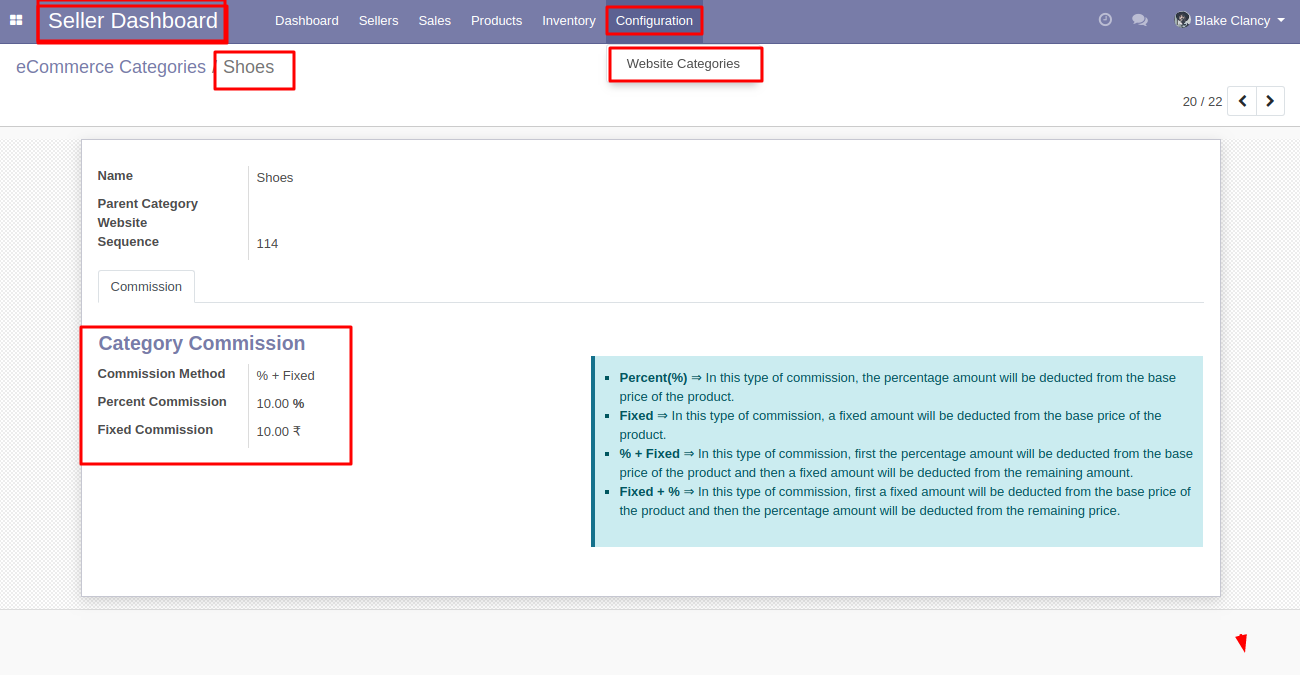 Seller Dashboard Dashboard Sellers Sales Products Inventory Configuration Blake Clancy
eCommerce Categories / Shoes
Website Categories
20 / 22
Name Shoes
Parent Category
Website
Sequence 114
Commission
Category Commission
Commission Method % + Fixed
Percent Commission 10.00 %
Fixed Commission 10.00 ₹
Percent(%) ⇒ In this type of commission, the percentage amount will be deducted from the base
price of the product.
Fixed ⇒ In this type of commission, a fixed amount will be deducted from the base price of the
product.
% + Fixed ⇒ In this type of commission, first the percentage amount will be deducted from the base
price of the product and then a fixed amount will be deducted from the remaining amount.
Fixed + % ⇒ In this type of commission, first a fixed amount will be deducted from the base price of
the product and then the percentage amount will be deducted from the remaining price.